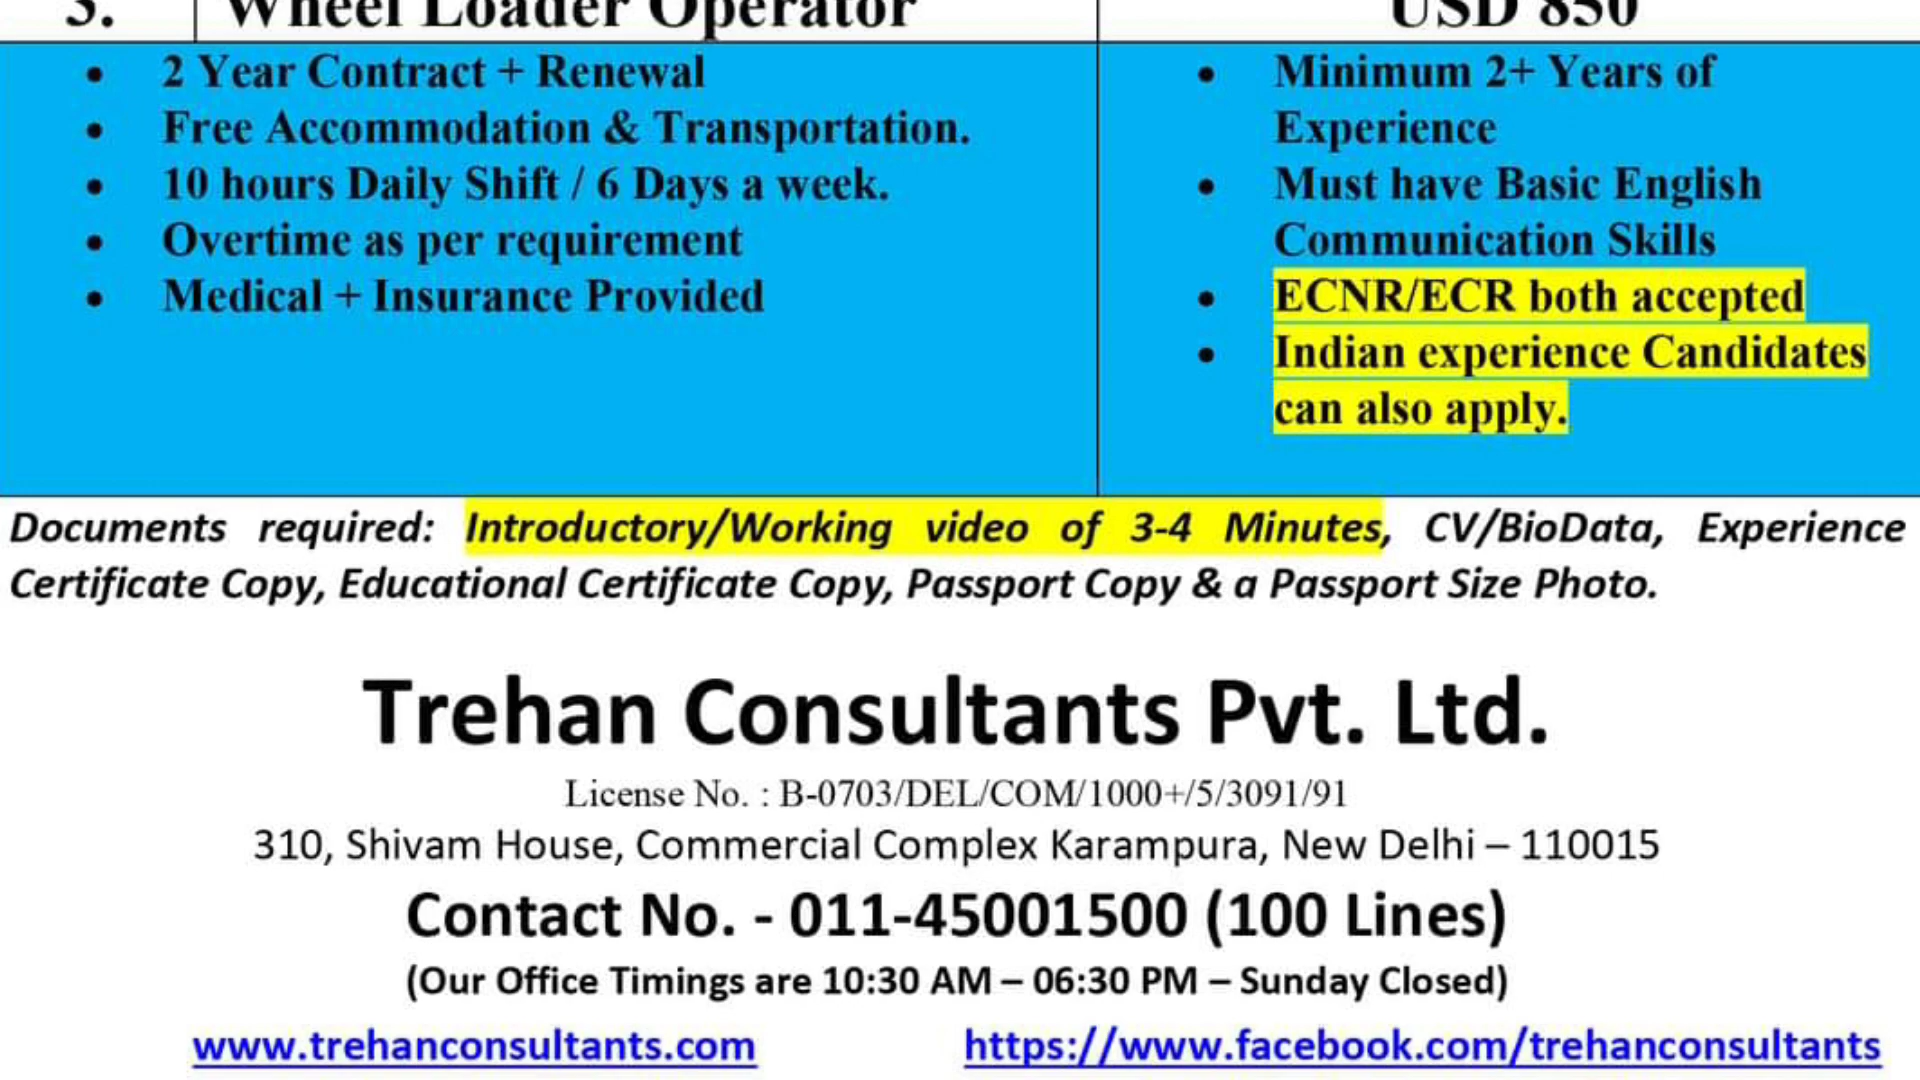 3. Wheel Loader Operator USD 850
• 2 Year Contract + Renewal
• Free Accommodation & Transportation.
• 10 hours Daily Shift / 6 Days a week.
• Overtime as per requirement
• Medical + Insurance Provided
• Minimum 2+ Years of
Experience
• Must have Basic English
Communication Skills
• ECNR/ECR both accepted
• Indian experience Candidates
can also apply.
Documents required: Introductory/Working video of 3-4 Minutes, CV/BioData, Experience
Certificate Copy, Educational Certificate Copy, Passport Copy & a Passport Size Photo.
Trehan Consultants Pvt. Ltd.
License No. : B-0703/DEL/COM/1000+/5/3091/91
310, Shivam House, Commercial Complex Karampura, New Delhi – 110015
Contact No. - 011-45001500 (100 Lines)
(Our Office Timings are 10:30 AM – 06:30 PM – Sunday Closed)
www.trehanconsultants.com https://www.facebook.com/trehanconsultants